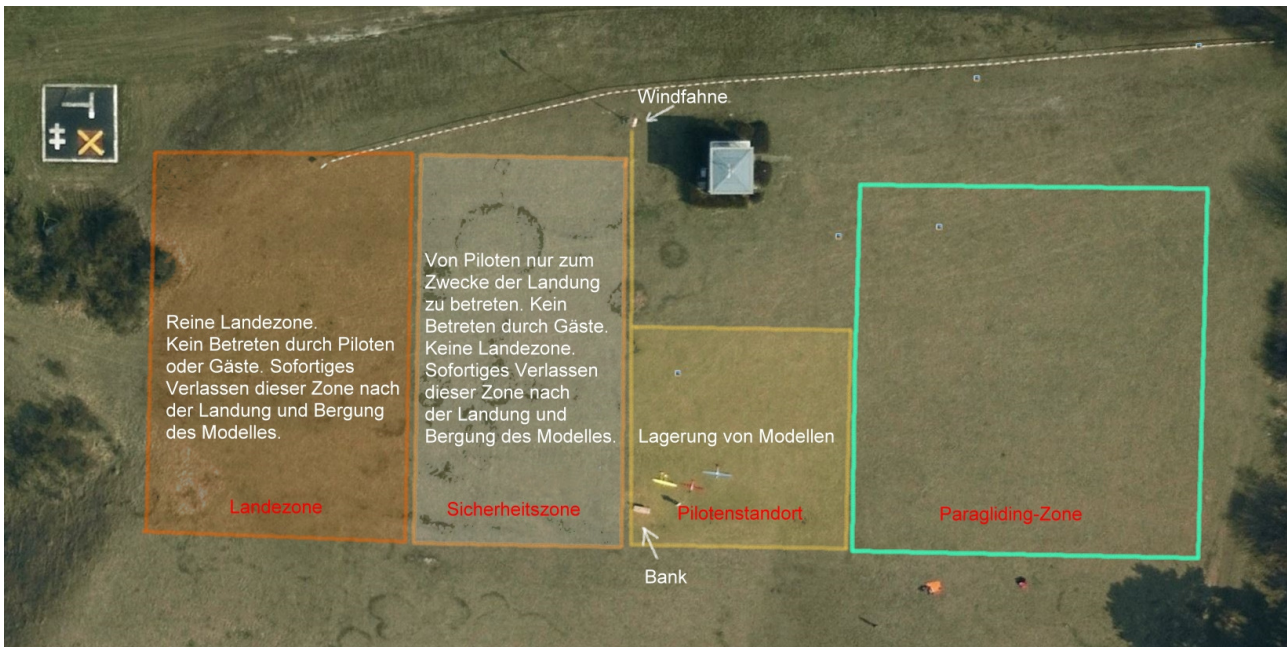 Windfahne
Reine Landezone.
Kein Betreten durch Piloten
oder Gäste. Sofortiges
Verlassen dieser Zone nach
der Landung und Bergung
des Modelles.
Landezone
Von Piloten nur zum
Zwecke der Landung
zu betreten. Kein
Betreten durch Gäste.
Keine Landezone.
Sofortiges Verlassen
dieser Zone nach
der Landung und
Bergung des Modelles.
Sicherheitszone
Lagerung von Modellen
Pilotenstandort
Bank
Paragliding-Zone